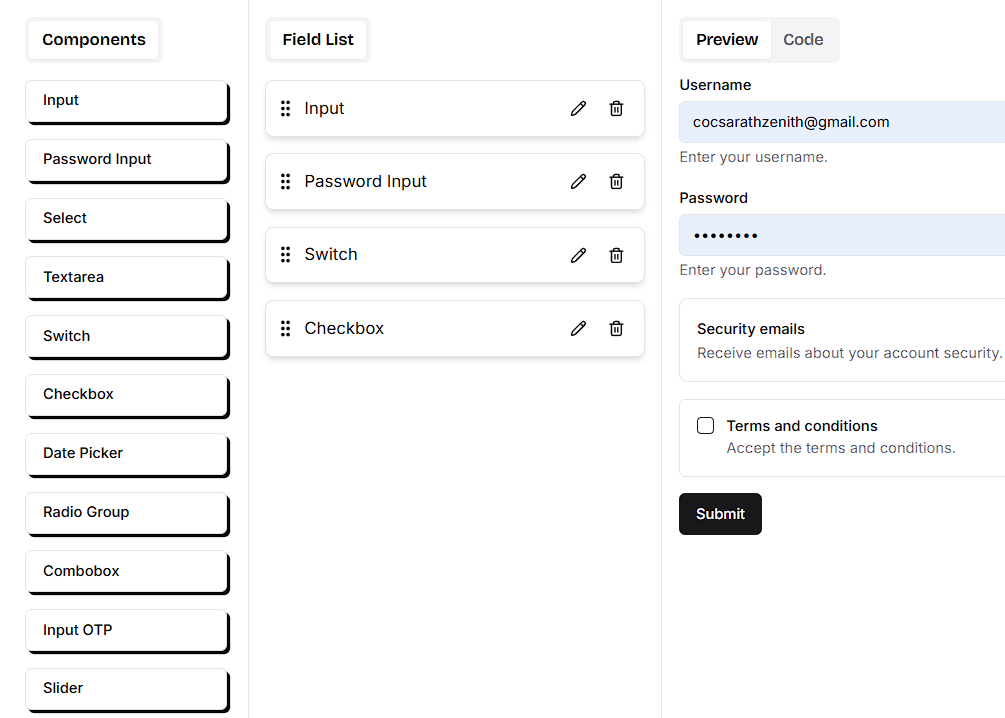 Components
Input
Password Input
Select
Textarea
Switch
Checkbox
Date Picker
Radio Group
Combobox
Input OTP
Slider
Field List
Input
Password Input
Switch
Checkbox
Preview Code
Username
cocsarathzenith@gmail.com
Enter your username.
Password
••••••••
Enter your password.
Security emails
Receive emails about your account security.
Terms and conditions
Accept the terms and conditions.
Submit